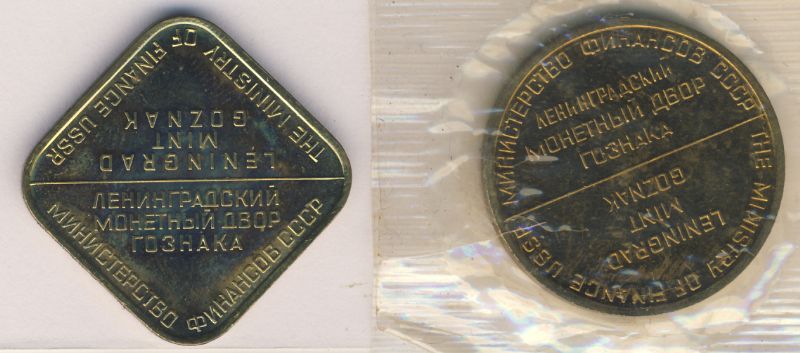 THE MINISTRY OF FINANCE USSR
LENINGRAD
MINT
GOZNAK
ЛЕНИНГРАДСКИЙ
МОНЕТНЫЙ ДВОР
ГОЗНАКА
МИНИСТЕРСТВО ФИНАНСОВ СССР
МИНИСТЕРСТВО ФИНАНСОВ СССР
ЛЕНИНГРАДСКИЙ
МОНЕТНЫЙ ДВОР
ГОЗНАКА
LENINGRAD
MINT
GOZNAK
THE MINISTRY OF FINANCE USSR